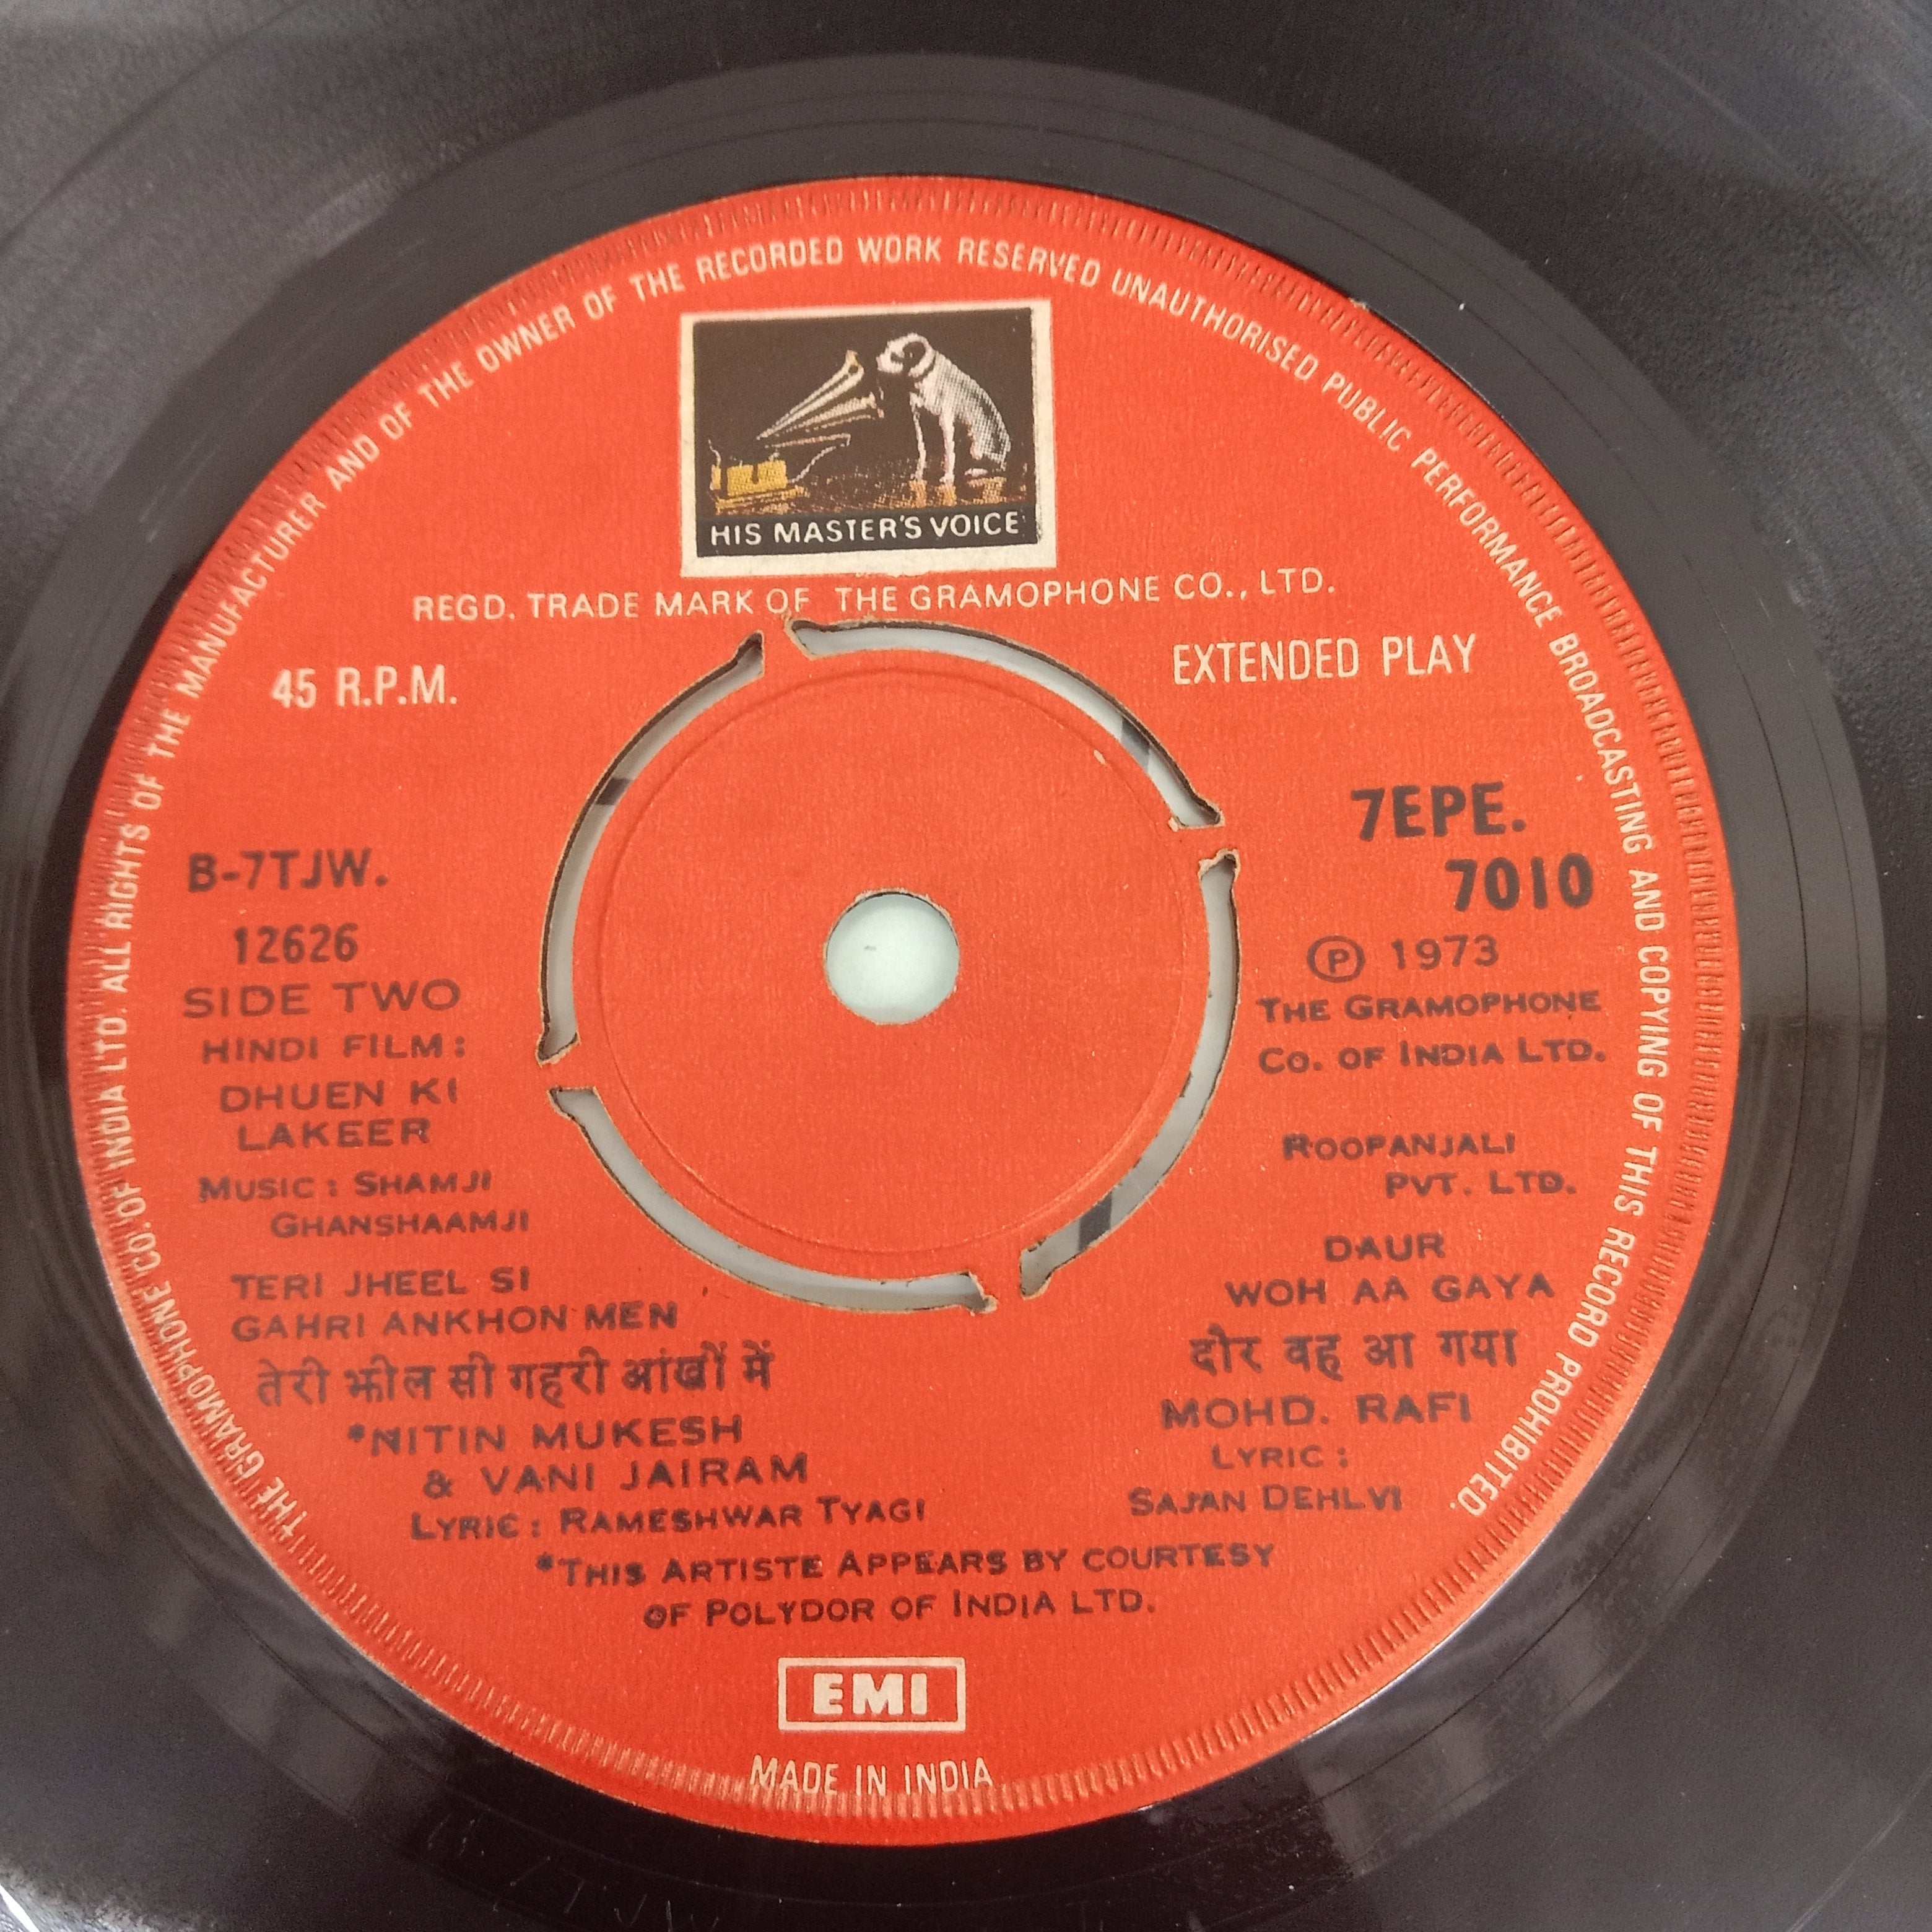 THE GRAMOPHONE CO. OF INDIA LTD. ALL RIGHTS OF THE MANUFACTURER AND OF THE OWNER OF THE RECORDED WORK RESERVED UNAUTHORISED PUBLIC PERFORMANCE BROADCASTING AND COPYING OF THIS RECORD PROHIBITED.
HIS MASTER'S VOICE
REGD. TRADE MARK OF THE GRAMOPHONE CO., LTD.
45 R.P.M.
EXTENDED PLAY
B-7TJW.
12626
SIDE TWO
HINDI FILM:
DHUEN KI
LAKEER
MUSIC: SHAMJI
GHANSHAAMJI
7EPE.
7010
Ⓟ 1973
THE GRAMOPHONE
CO. OF INDIA LTD.
ROOPANJALI
PVT. LTD.
TERI JHEEL SI
GAHRI ANKHON MEN
तेरी झील सी गहरी आंखों में
*NITIN MUKESH
& VANI JAIRAM
LYRIC: RAMESHWAR TYAGI
DAUR
WOH AA GAYA
दौर वह आ गया
MOHD. RAFI
LYRIC:
SAJAN DEHLVI
*THIS ARTISTE APPEARS BY COURTESY
OF POLYDOR OF INDIA LTD.
EMI
MADE IN INDIA